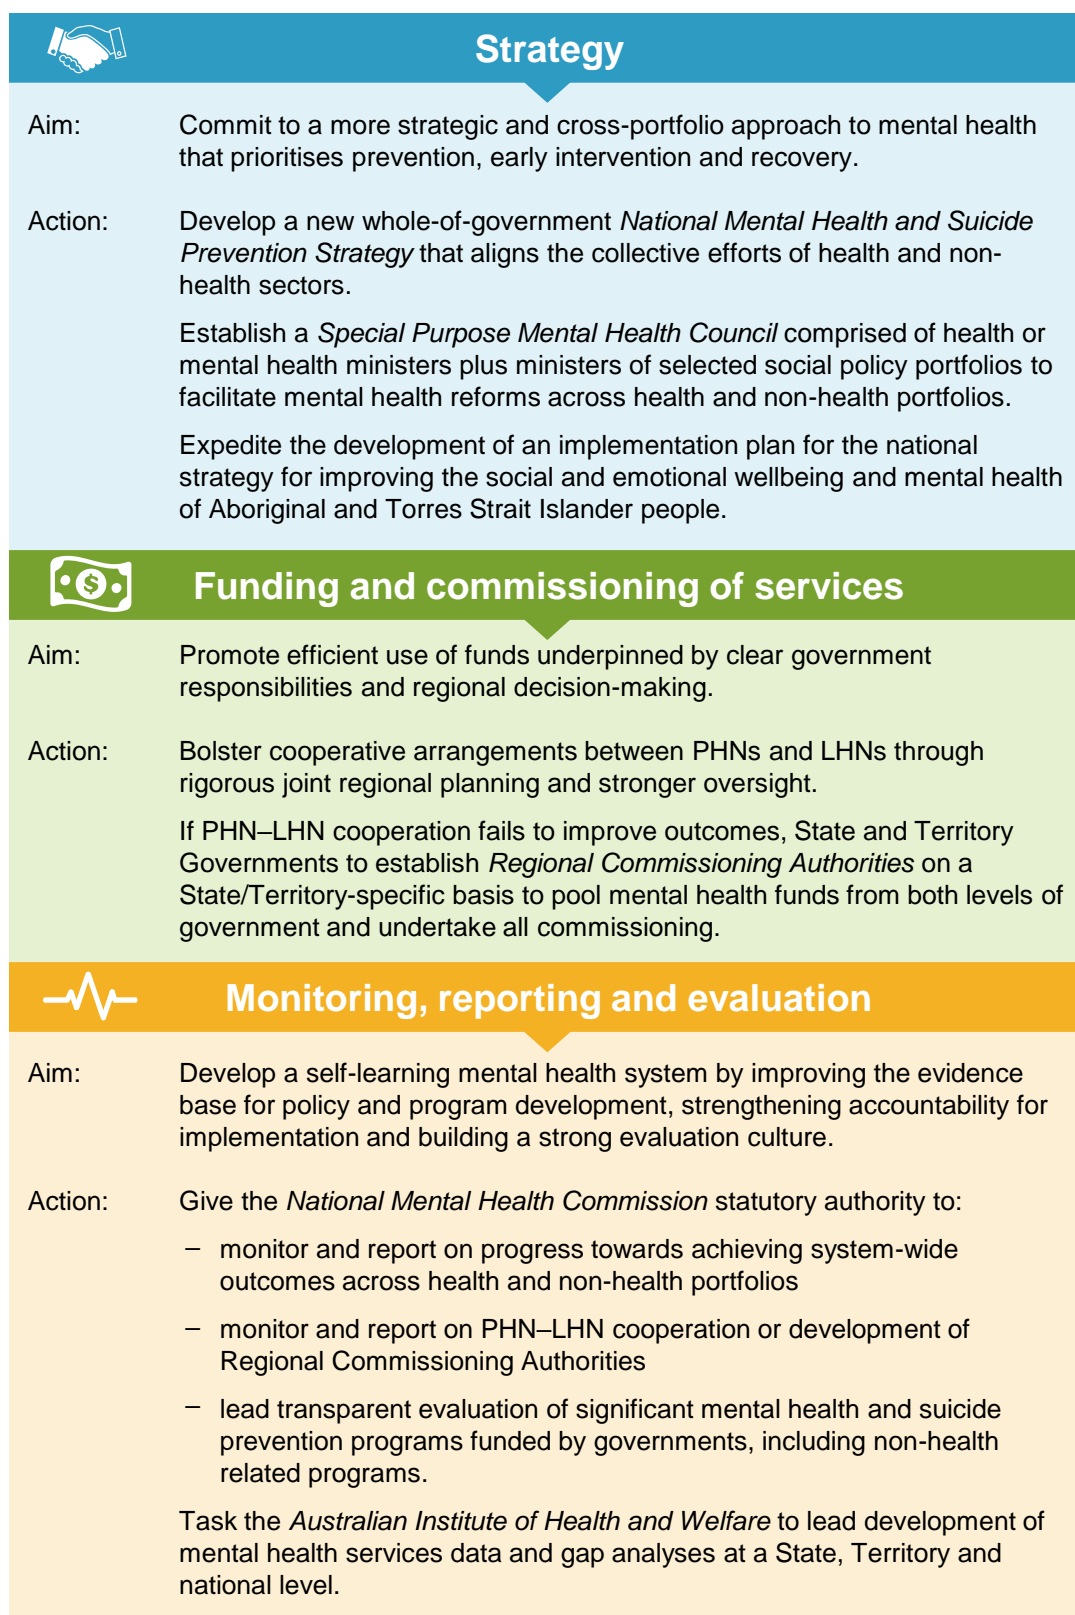 Strategy
Aim:
Commit to a more strategic and cross-portfolio approach to mental health
that prioritises prevention, early intervention and recovery.
Action:
Develop a new whole-of-government National Mental Health and Suicide
Prevention Strategy that aligns the collective efforts of health and non-
health sectors.
Establish a Special Purpose Mental Health Council comprised of health or
mental health ministers plus ministers of selected social policy portfolios to
facilitate mental health reforms across health and non-health portfolios.
Expedite the development of an implementation plan for the national
strategy for improving the social and emotional wellbeing and mental health
of Aboriginal and Torres Strait Islander people.
$
Funding and commissioning of services
Aim:
Promote efficient use of funds underpinned by clear government
responsibilities and regional decision-making.
Action:
Bolster cooperative arrangements between PHNs and LHNs through
rigorous joint regional planning and stronger oversight.
If PHN–LHN cooperation fails to improve outcomes, State and Territory
Governments to establish Regional Commissioning Authorities on a
State/Territory-specific basis to pool mental health funds from both levels of
government and undertake all commissioning.
Monitoring, reporting and evaluation
Aim:
Develop a self-learning mental health system by improving the evidence
base for policy and program development, strengthening accountability for
implementation and building a strong evaluation culture.
Action:
Give the National Mental Health Commission statutory authority to:
– monitor and report on progress towards achieving system-wide
outcomes across health and non-health portfolios
– monitor and report on PHN–LHN cooperation or development of
Regional Commissioning Authorities
– lead transparent evaluation of significant mental health and suicide
prevention programs funded by governments, including non-health
related programs.
Task the Australian Institute of Health and Welfare to lead development of
mental health services data and gap analyses at a State, Territory and
national level.